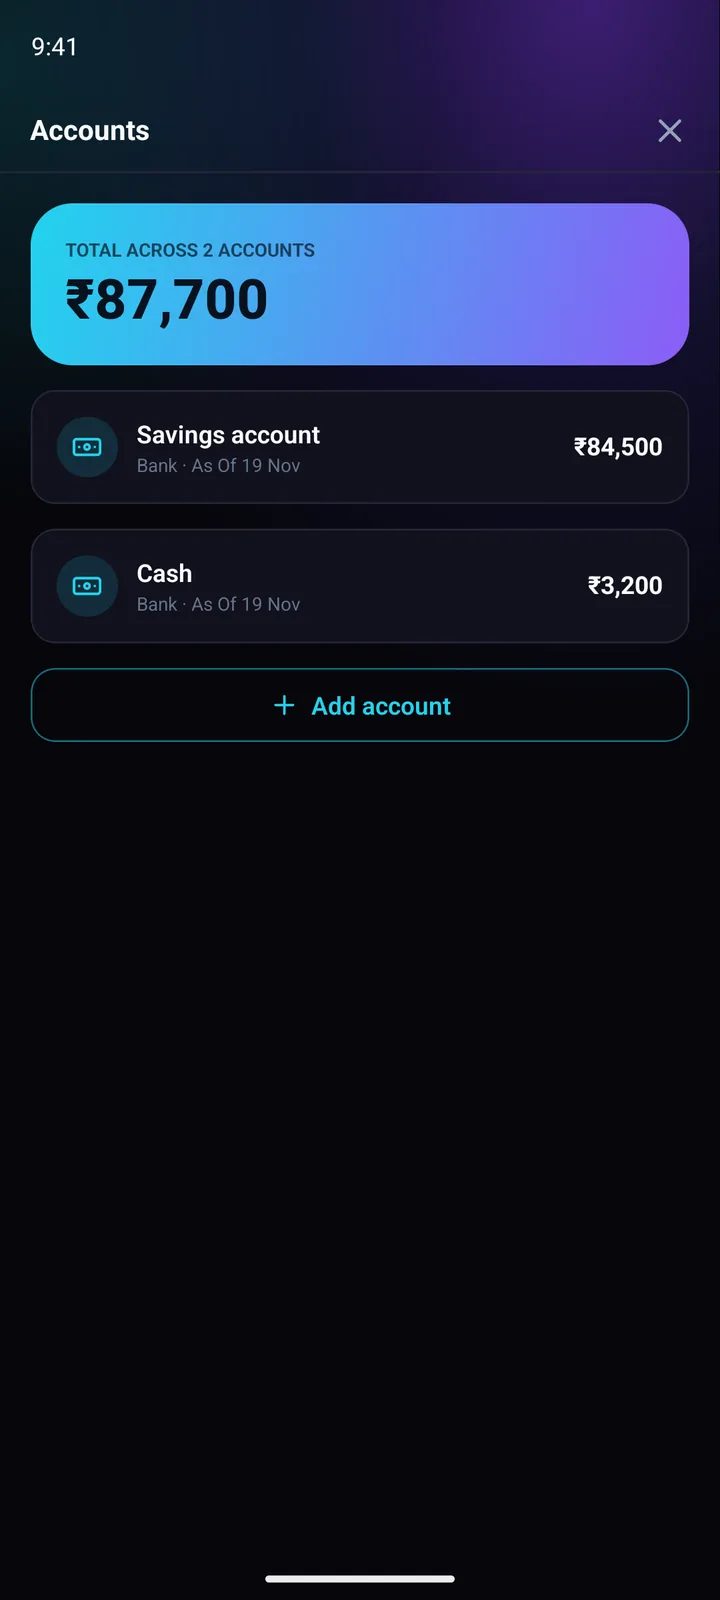 9:41
Accounts
TOTAL ACROSS 2 ACCOUNTS
₹87,700
Savings account
Bank · As Of 19 Nov
₹84,500
Cash
Bank · As Of 19 Nov
₹3,200
Add account